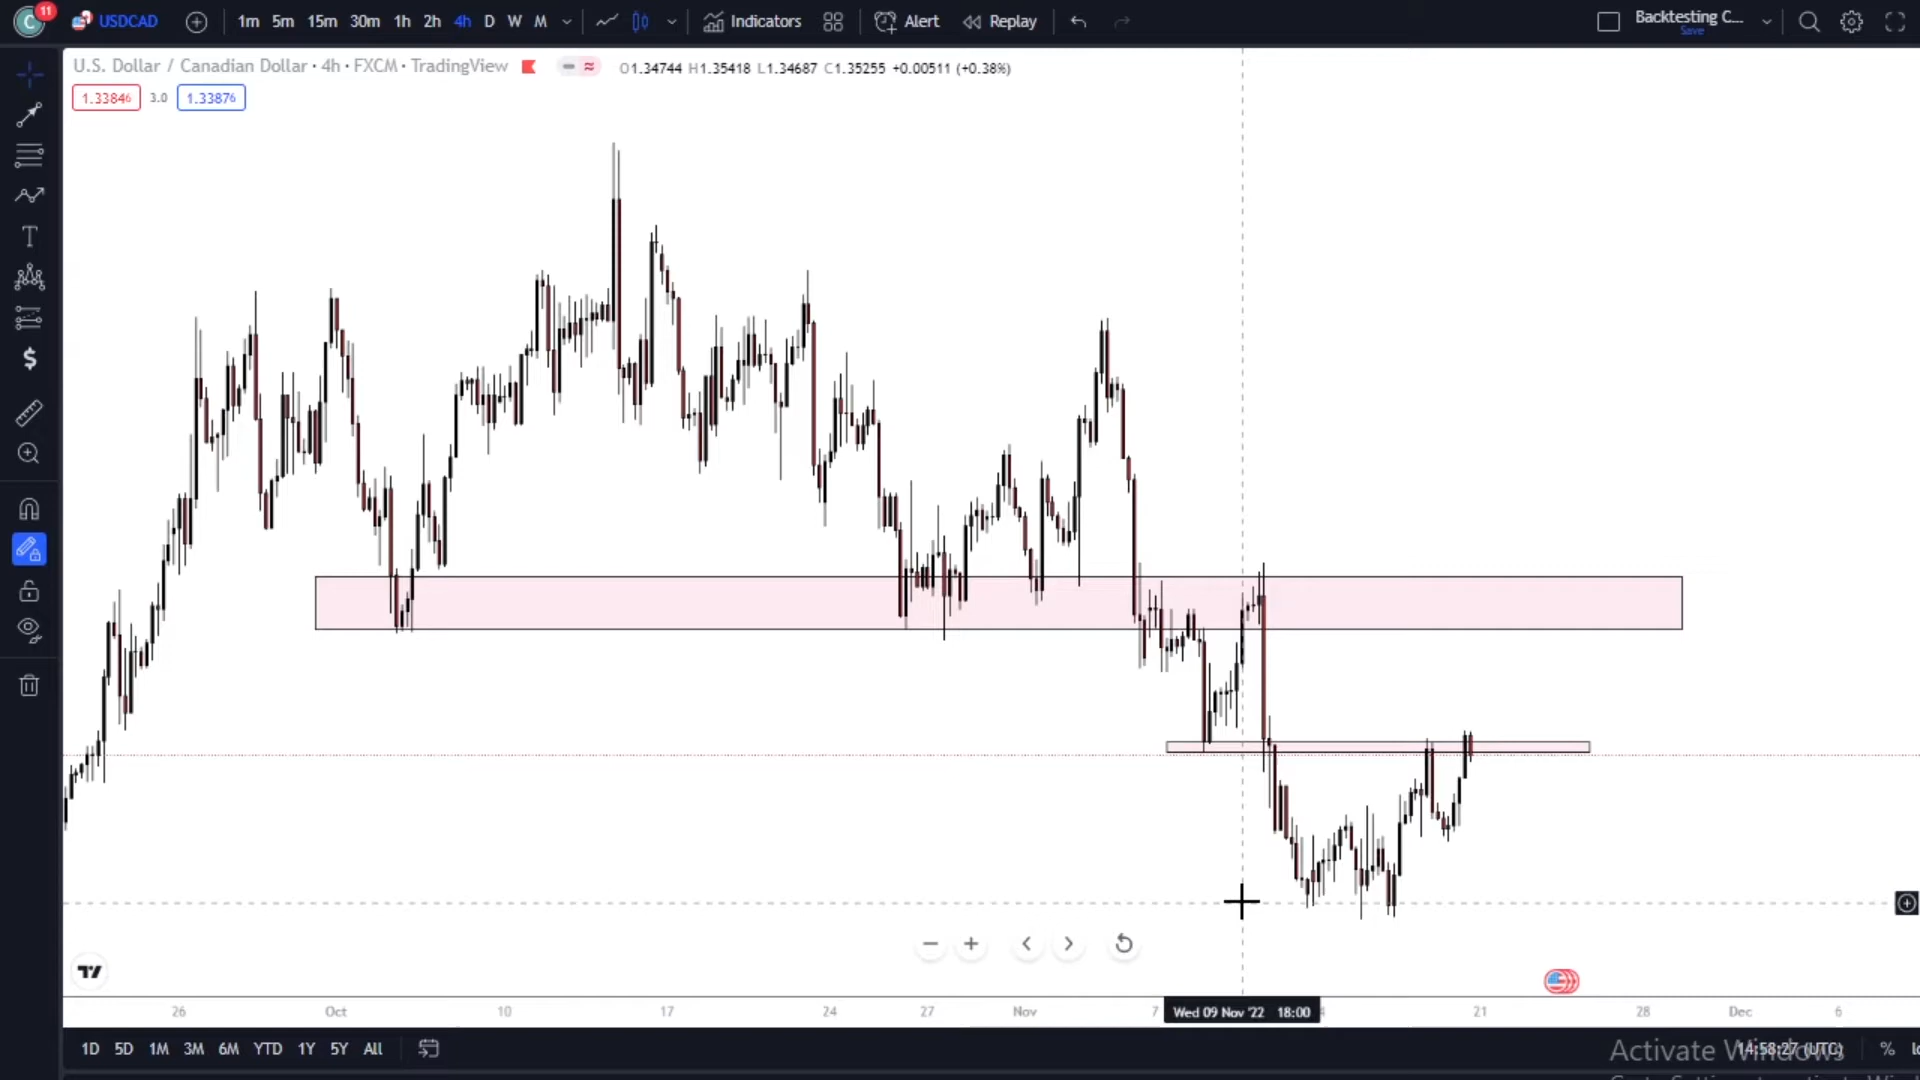 C 11 USDCAD 1m 5m 15m 30m 1h 2h 4h D W M Indicators Alert Replay Backtesting C...
Save
U.S. Dollar / Canadian Dollar · 4h · FXCM · TradingView O1.34744 H1.35418 L1.34687 C1.35255 +0.00511 (+0.38%)
1.33846 3.0 1.33876
26 Oct 10 17 24 27 Nov 7 Wed 09 Nov '22 18:00 21 28 Dec 6
1D 5D 1M 3M 6M YTD 1Y 5Y All 14:58:27 (UTC) %
Activate Windows